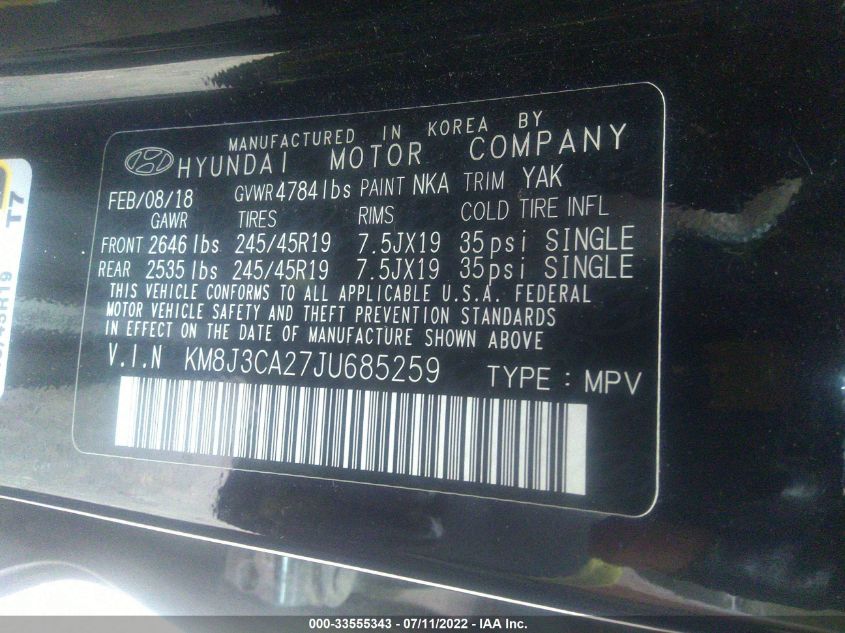 MANUFACTURED IN KOREA BY
HYUNDAI MOTOR COMPANY
FEB/08/18 GVWR 4784lbs PAINT NKA TRIM YAK
GAWR TIRES RIMS COLD TIRE INFL
FRONT 2646 lbs 245/45R19 7.5JX19 35psi SINGLE
REAR 2535 lbs 245/45R19 7.5JX19 35psi SINGLE
THIS VEHICLE CONFORMS TO ALL APPLICABLE U.S.A. FEDERAL
MOTOR VEHICLE SAFETY AND THEFT PREVENTION STANDARDS
IN EFFECT ON THE DATE OF MANUFACTURE SHOWN ABOVE
V.I.N KM8J3CA27JU685259 TYPE : MPV
T7
000-33555343 - 07/11/2022 - IAA Inc.